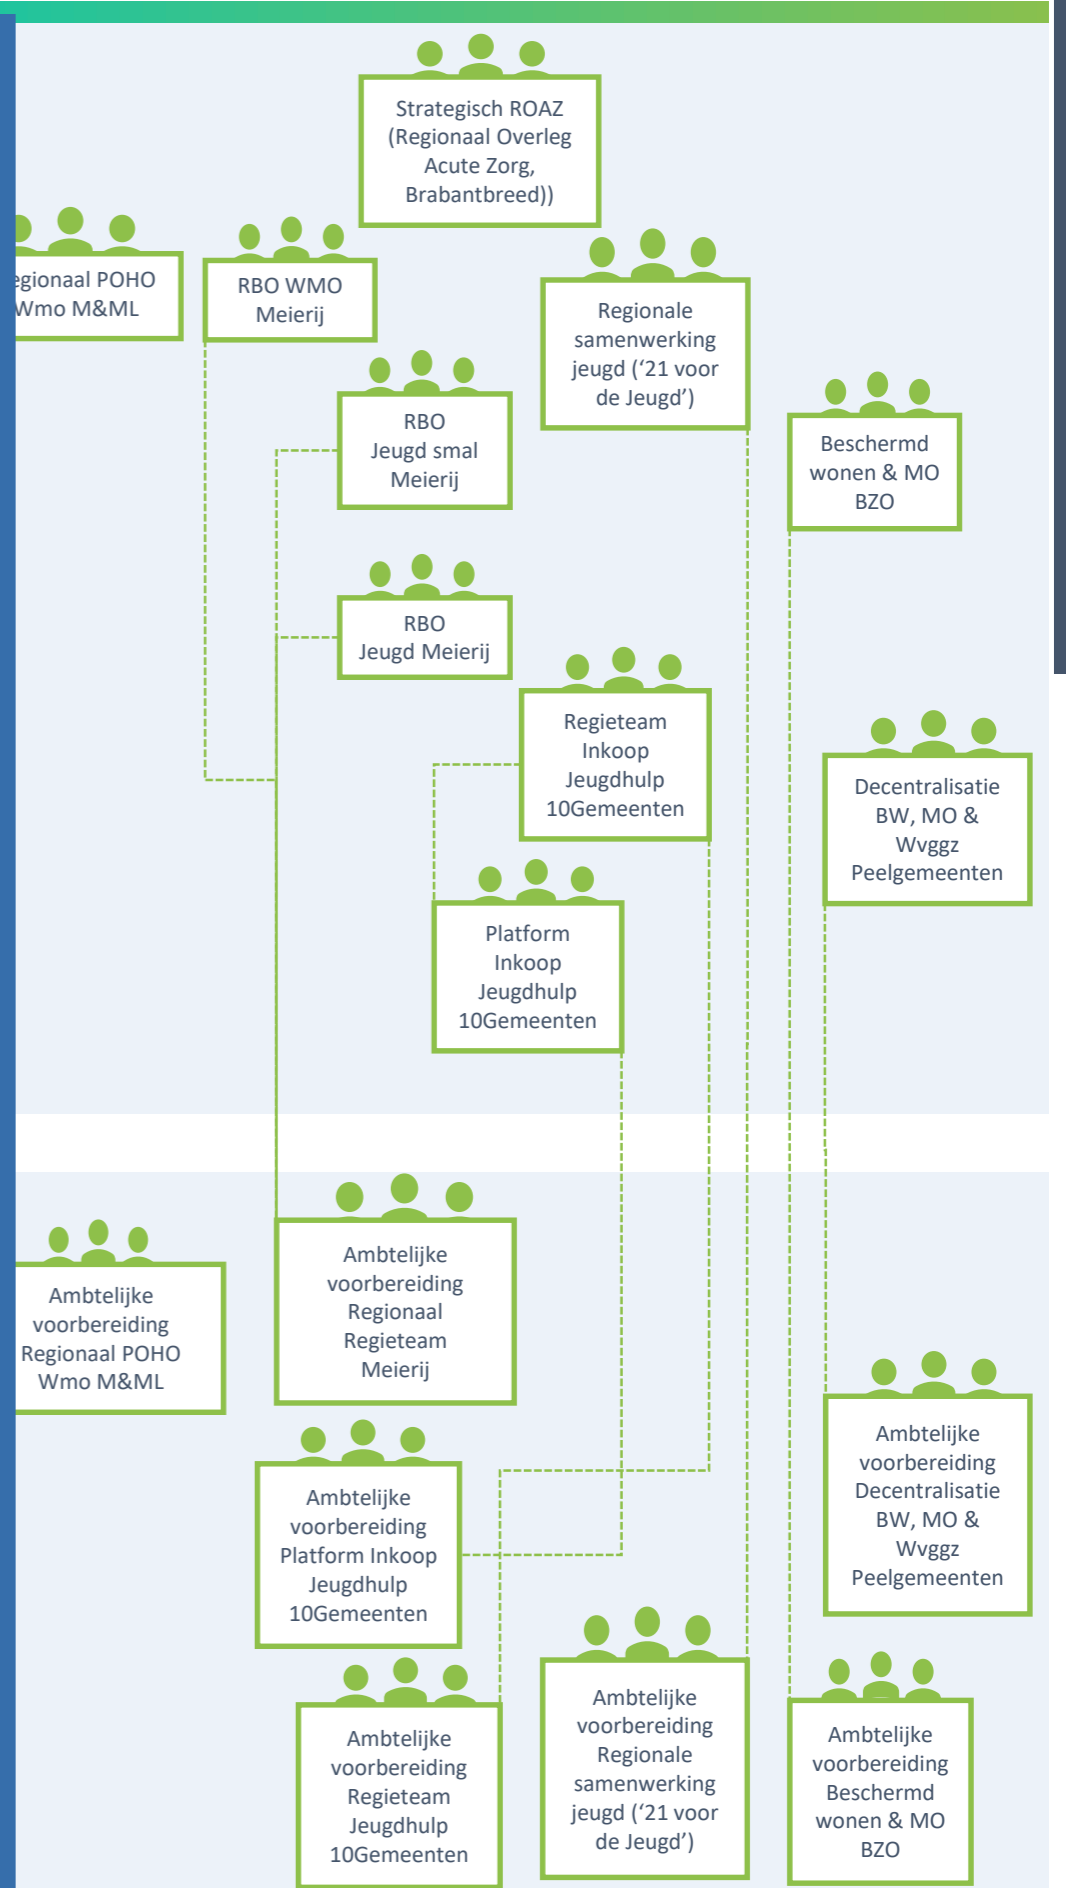 Strategisch ROAZ
(Regionaal Overleg
Acute Zorg,
Brabantbreed))
egionaal POHO
Wmo M&ML
RBO WMO
Meierij
Regionale
samenwerking
jeugd (‘21 voor
de Jeugd’)
RBO
Jeugd smal
Meierij
Beschermd
wonen & MO
BZO
RBO
Jeugd Meierij
Regieteam
Inkoop
Jeugdhulp
10Gemeenten
Decentralisatie
BW, MO &
Wvggz
Peelgemeenten
Platform
Inkoop
Jeugdhulp
10Gemeenten
Ambtelijke
voorbereiding
Regionaal POHO
Wmo M&ML
Ambtelijke
voorbereiding
Regionaal
Regieteam
Meierij
Ambtelijke
voorbereiding
Decentralisatie
BW, MO &
Wvggz
Peelgemeenten
Ambtelijke
voorbereiding
Platform Inkoop
Jeugdhulp
10Gemeenten
Ambtelijke
voorbereiding
Regieteam
Jeugdhulp
10Gemeenten
Ambtelijke
voorbereiding
Regionale
samenwerking
jeugd (‘21 voor
de Jeugd’)
Ambtelijke
voorbereiding
Beschermd
wonen & MO
BZO